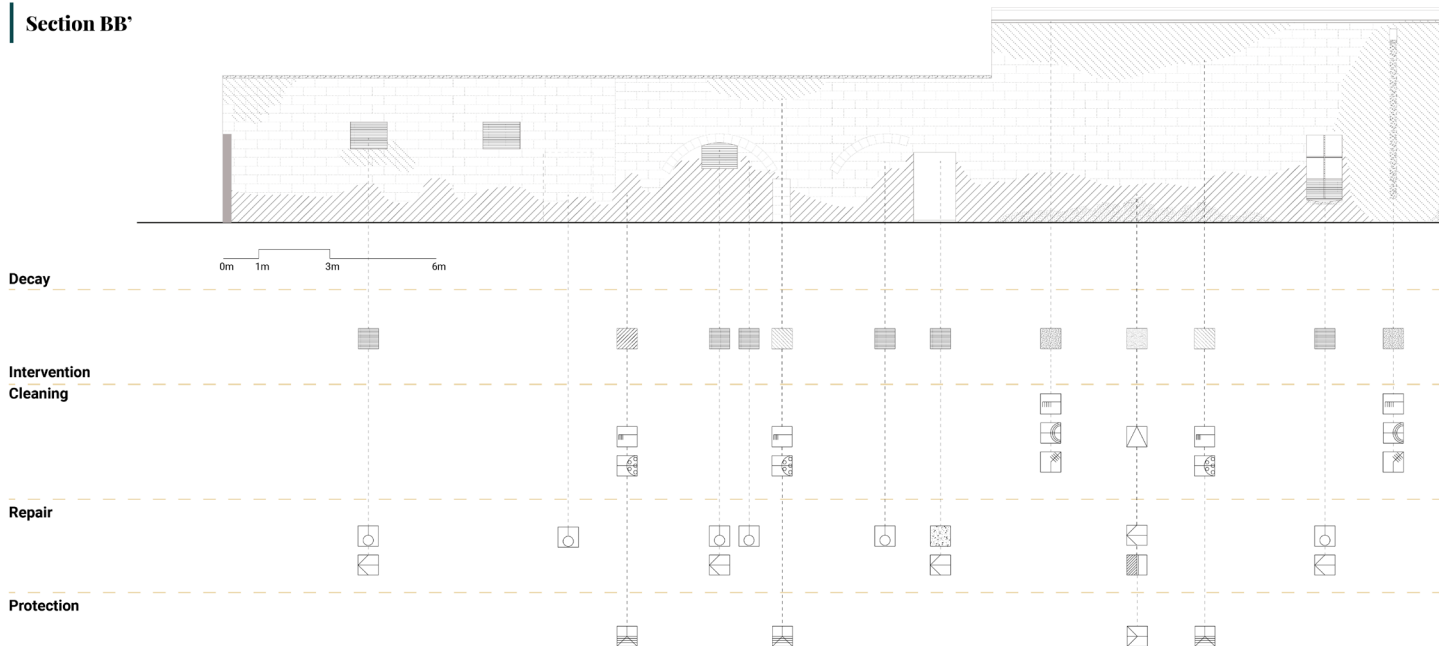 Section BB’
0m 1m 3m 6m
Decay
Intervention
Cleaning
Repair
Protection